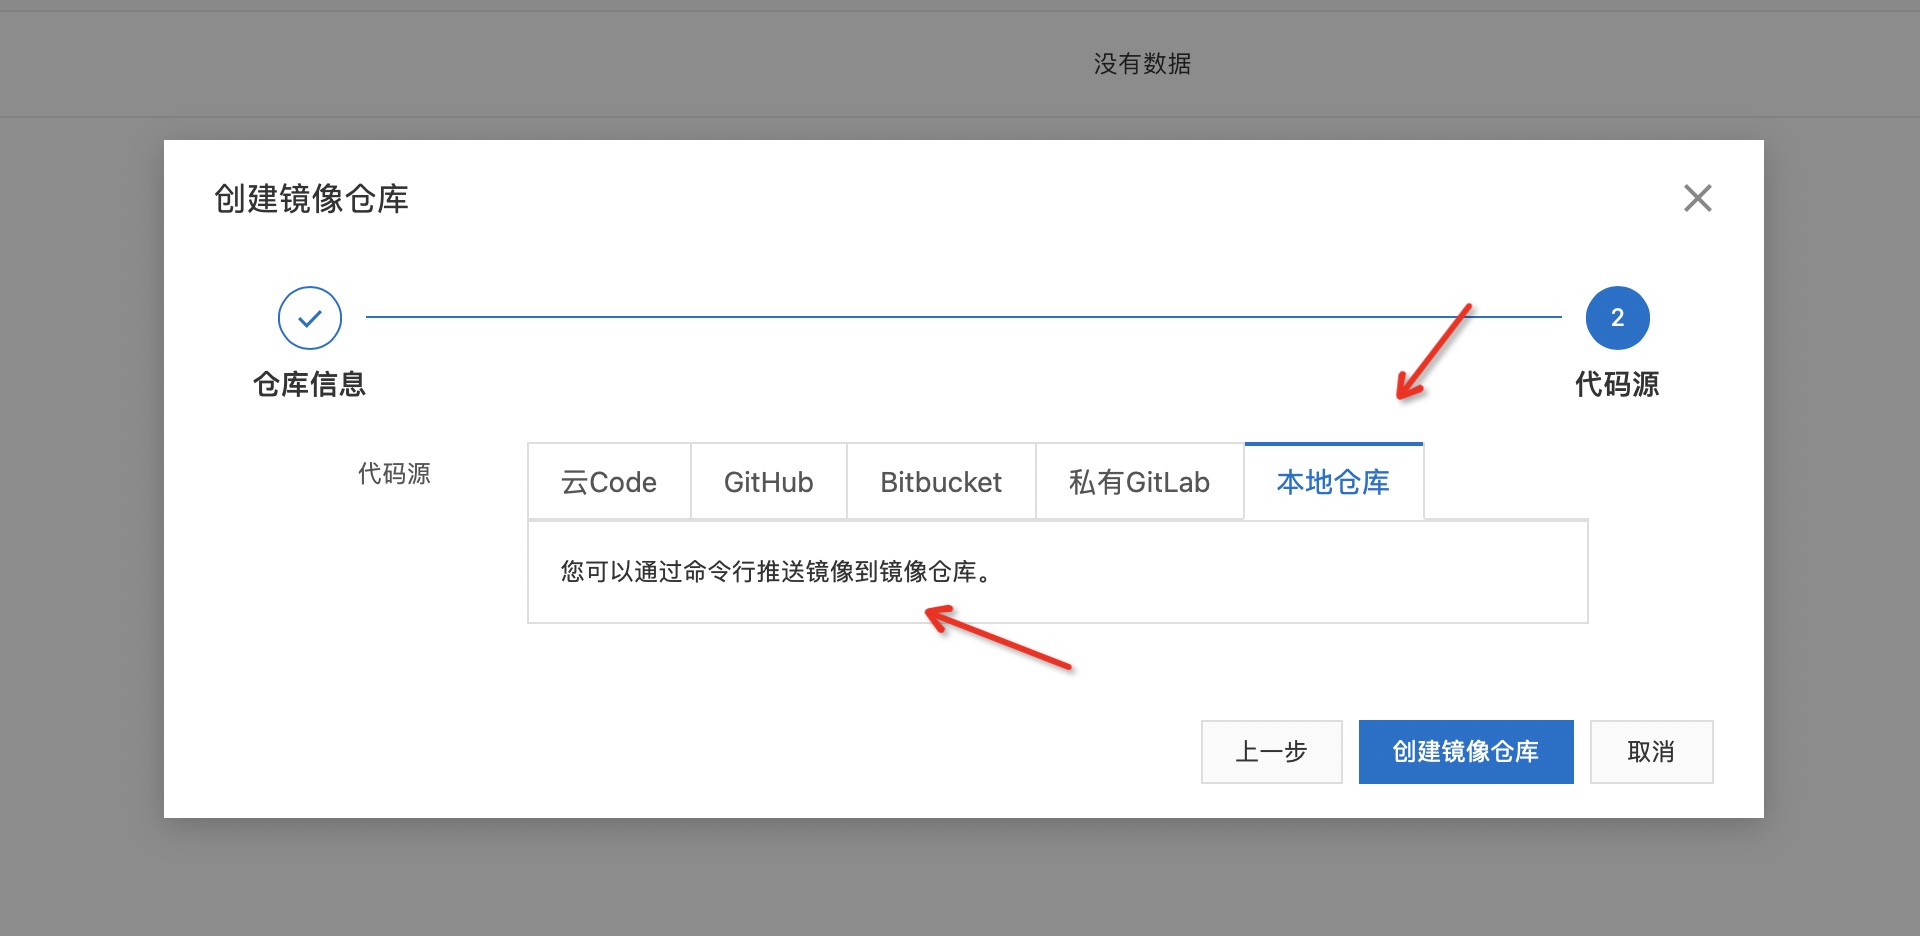 没有数据
创建镜像仓库
2
仓库信息
代码源
代码源
云Code
GitHub
Bitbucket
私有GitLab
本地仓库
您可以通过命令行推送镜像到镜像仓库。
上一步
创建镜像仓库
取消